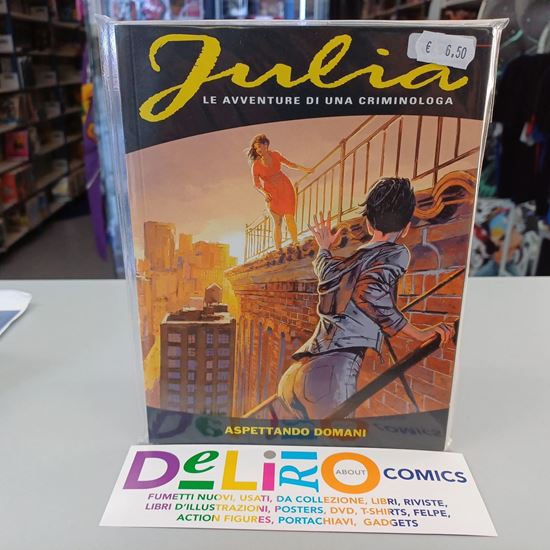 Julia
€ 6,50
LE AVVENTURE DI UNA CRIMINOLOGA
ASPETTANDO DOMANI
DeLiRiO ABOUT COMICS
FUMETTI NUOVI, USATI, DA COLLEZIONE, LIBRI, RIVISTE,
LIBRI D'ILLUSTRAZIONI, POSTERS, DVD, T-SHIRTS, FELPE,
ACTION FIGURES, PORTACHIAVI, GADGETS